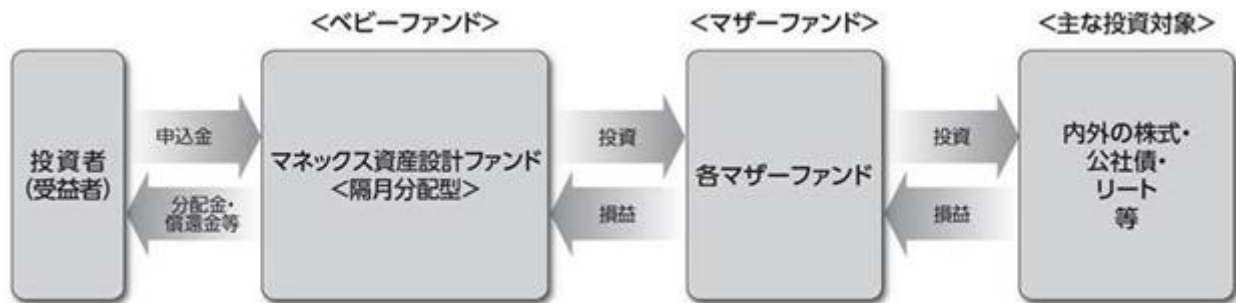 <ベビーファンド>
<マザーファンド>
<主な投資対象>
投資者
(受益者)
申込金
分配金・
償還金等
マネックス資産設計ファンド
<隔月分配型>
投資
損益
各マザーファンド
投資
損益
内外の株式・
公社債・
リート
等